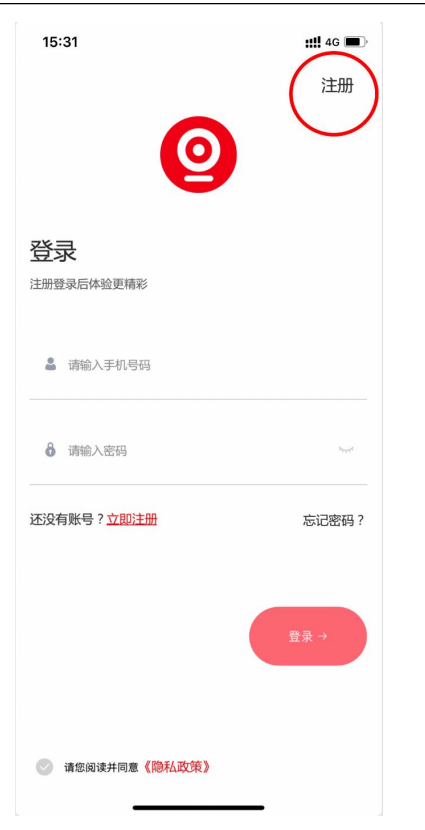 15:31 4G
注册
登录
注册登录后体验更精彩
请输入手机号码
请输入密码
还没有账号？立即注册 忘记密码？
登录→
请您阅读并同意《隐私政策》